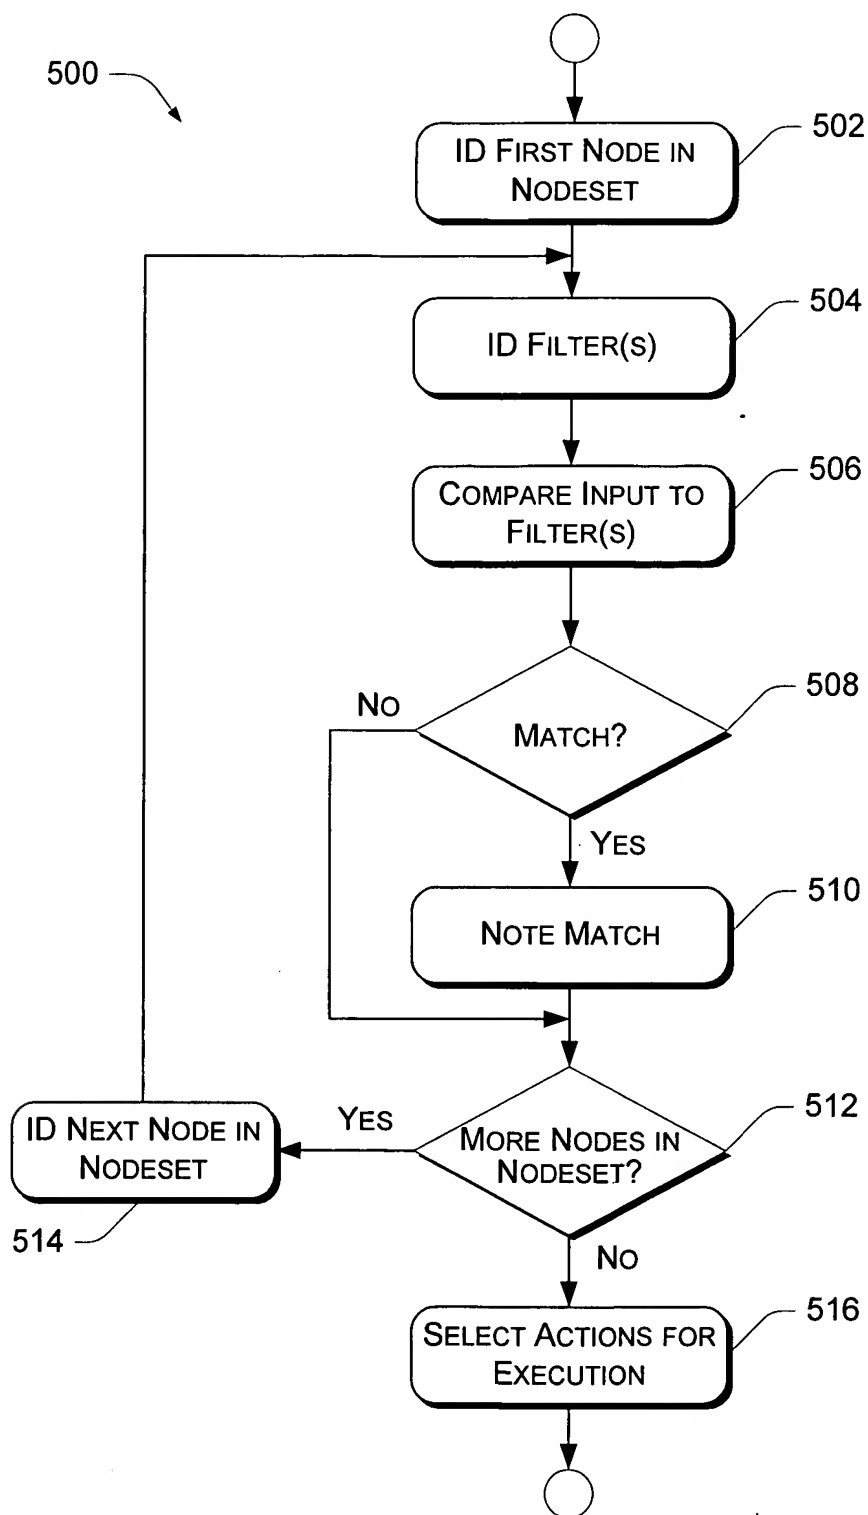 500
502
ID FIRST NODE IN
NODESET
504
ID FILTER(S)
506
COMPARE INPUT TO
FILTER(S)
508
NO
MATCH?
YES
510
NOTE MATCH
512
YES
MORE NODES IN
NODESET?
ID NEXT NODE IN
NODESET
514
NO
516
SELECT ACTIONS FOR
EXECUTION